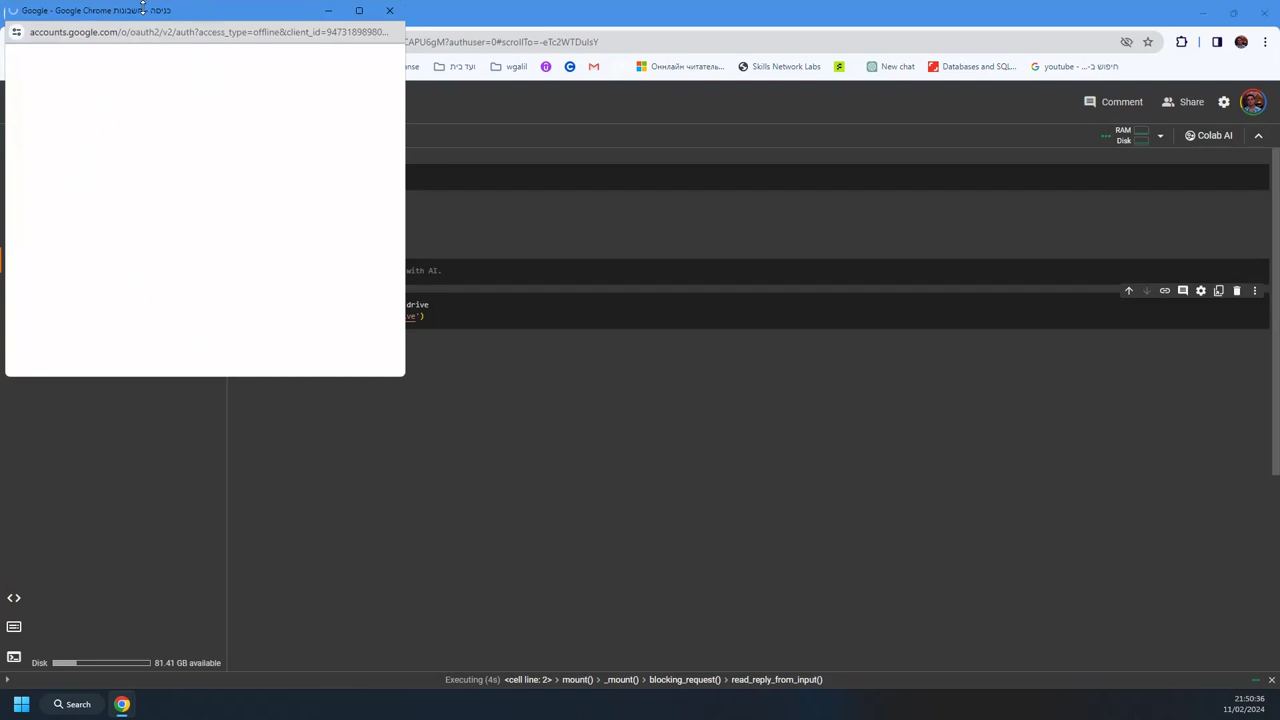 Google - Google Chrome כניסה - חשבונות
accounts.google.com/o/oauth2/v2/auth?access_type=offline&client_id=94731898980...
CAPU6gM?authuser=0#scrollTo=-eTc2WTDulsY
anse ועד בית wgalil Оннлайн читатель... Skills Network Labs New chat Databases and SQL... youtube - ...חיפוש ב
Comment Share
RAM
Disk
Colab AI
with AI.
drive
ve')
Disk 81.41 GB available
Executing (4s) <cell line: 2> mount() _mount() blocking_request() read_reply_from_input()
Search
21:50:36
11/02/2024